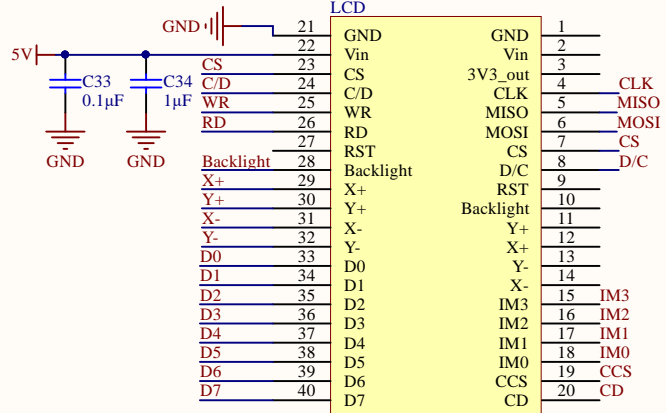 LCD
GND 21 GND GND 1
5V 22 Vin Vin 2
CS 23 CS 3V3_out 3
C/D 24 C/D CLK 4 CLK
WR 25 WR MISO 5 MISO
RD 26 RD MOSI 6 MOSI
27 RST CS 7 CS
Backlight 28 Backlight D/C 8 D/C
X+ 29 X+ RST 9
Y+ 30 Y+ Backlight 10
X- 31 X- Y+ 11
Y- 32 Y- X+ 12
D0 33 D0 Y- 13
D1 34 D1 X- 14
D2 35 D2 IM3 15 IM3
D3 36 D3 IM2 16 IM2
D4 37 D4 IM1 17 IM1
D5 38 D5 IM0 18 IM0
D6 39 D6 CCS 19 CCS
D7 40 D7 CD 20 CD
C33
0.1µF
GND
C34
1µF
GND